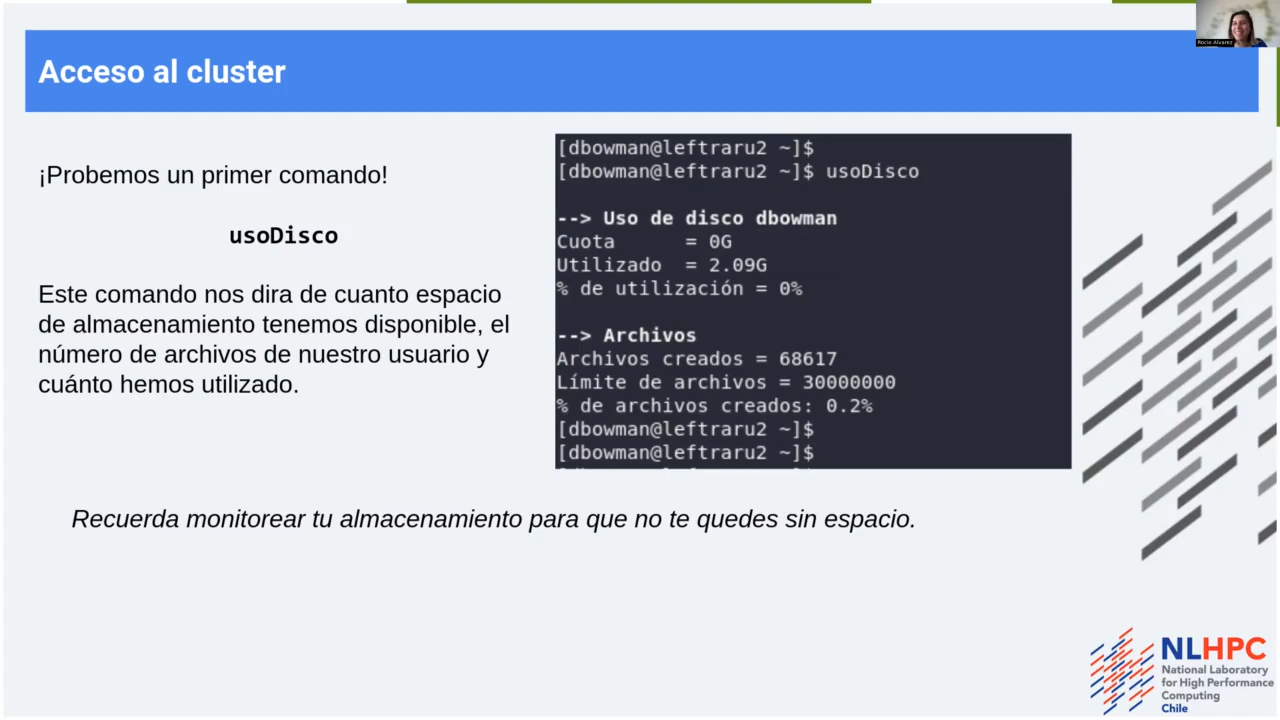 Acceso al cluster
Rocio Alvarez
¡Probemos un primer comando!
usoDisco
Este comando nos dira de cuanto espacio
de almacenamiento tenemos disponible, el
número de archivos de nuestro usuario y
cuánto hemos utilizado.
[dbowman@leftraru2 ~]$
[dbowman@leftraru2 ~]$ usoDisco
--> Uso de disco dbowman
Cuota = 0G
Utilizado = 2.09G
% de utilización = 0%
--> Archivos
Archivos creados = 68617
Límite de archivos = 30000000
% de archivos creados: 0.2%
[dbowman@leftraru2 ~]$
[dbowman@leftraru2 ~]$
Recuerda monitorear tu almacenamiento para que no te quedes sin espacio.
NLHPC
National Laboratory
for High Performance
Computing
Chile